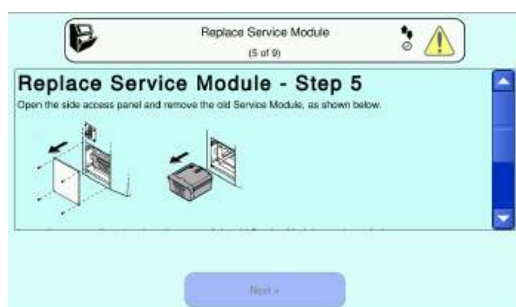 Replace Service Module
(5 of 9)
Replace Service Module - Step 5
Open the side access panel and remove the old Service Module, as shown below.
Next >